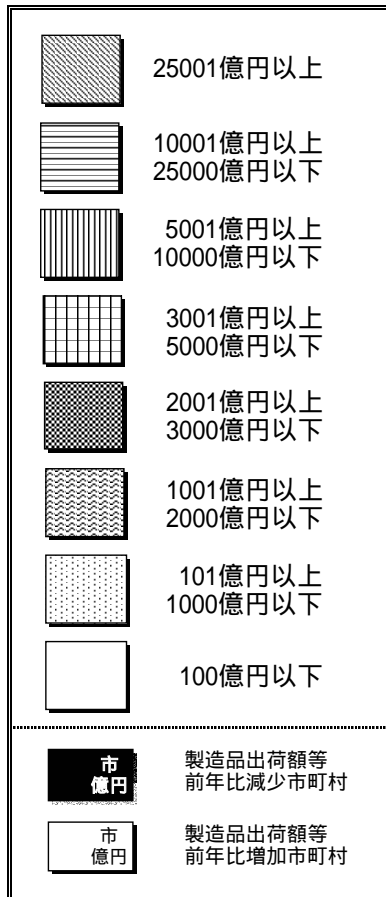 25001億円以上
10001億円以上
25000億円以下
5001億円以上
10000億円以下
3001億円以上
5000億円以下
2001億円以上
3000億円以下
1001億円以上
2000億円以下
101億円以上
1000億円以下
100億円以下
市
億円
製造品出荷額等
前年比減少市町村
市
億円
製造品出荷額等
前年比増加市町村